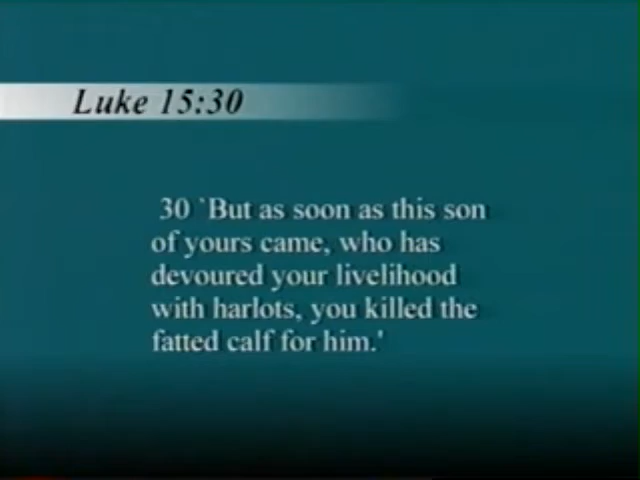 Luke 15:30
30 `But as soon as this son
of yours came, who has
devoured your livelihood
with harlots, you killed the
fatted calf for him.'